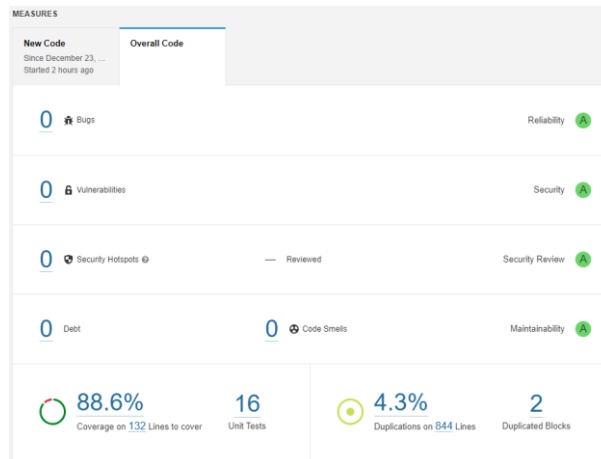 MEASURES
New Code
Since December 23, ...
Started 2 hours ago
Overall Code
0 Bugs
Reliability A
0 Vulnerabilities
Security A
0 Security Hotspots
— Reviewed
Security Review A
0 Debt
0 Code Smells
Maintainability A
88.6%
Coverage on 132 Lines to cover
16
Unit Tests
4.3%
Duplications on 844 Lines
2
Duplicated Blocks